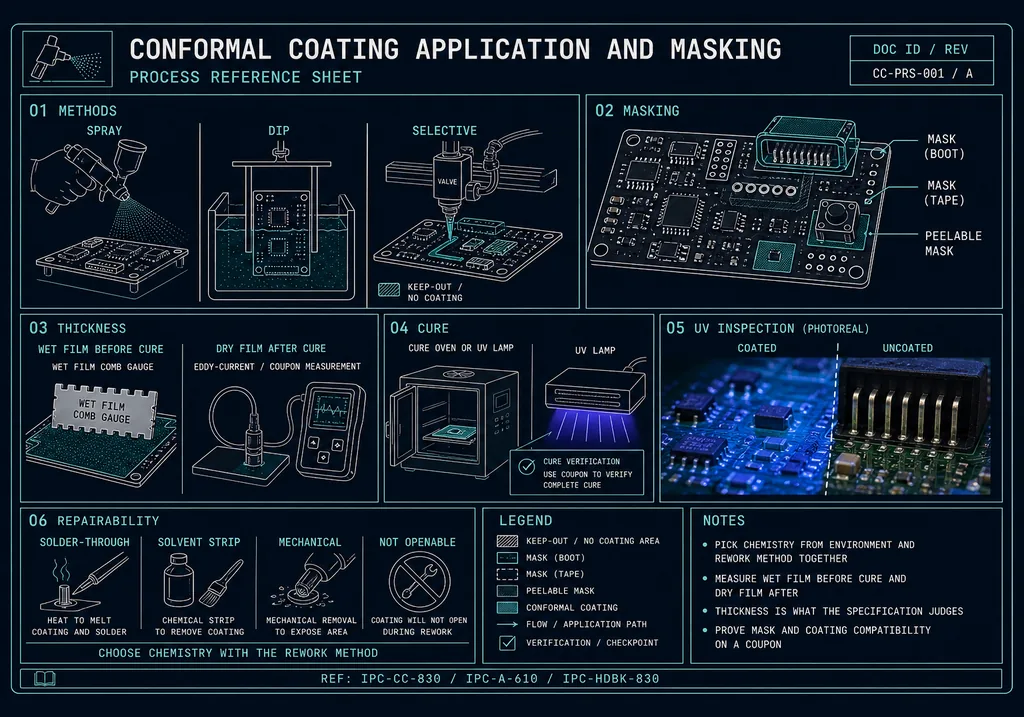 CONFORMAL COATING APPLICATION AND MASKING
PROCESS REFERENCE SHEET
DOC ID / REV
CC-PRS-001 / A
01 METHODS
SPRAY
DIP
SELECTIVE
VALVE
KEEP-OUT /
NO COATING
02 MASKING
MASK
(BOOT)
MASK
(TAPE)
PEELABLE
MASK
03 THICKNESS
WET FILM BEFORE CURE
WET FILM COMB GAUGE
WET FILM
COMB GAUGE
DRY FILM AFTER CURE
EDDY-CURRENT / COUPON MEASUREMENT
04 CURE
CURE OVEN OR UV LAMP
UV LAMP
CURE VERIFICATION
USE COUPON TO VERIFY
COMPLETE CURE
05 UV INSPECTION (PHOTOREAL)
COATED
UNCOATED
06 REPAIRABILITY
SOLDER-THROUGH
HEAT TO MELT
COATING AND SOLDER
SOLVENT STRIP
CHEMICAL STRIP
TO REMOVE COATING
MECHANICAL
MECHANICAL REMOVAL
TO EXPOSE AREA
NOT OPENABLE
COATING WILL NOT OPEN
DURING REWORK
CHOOSE CHEMISTRY WITH THE REWORK METHOD
LEGEND
KEEP-OUT / NO COATING AREA
MASK (BOOT)
MASK (TAPE)
PEELABLE MASK
CONFORMAL COATING
FLOW / APPLICATION PATH
VERIFICATION / CHECKPOINT
NOTES
• PICK CHEMISTRY FROM ENVIRONMENT AND
REWORK METHOD TOGETHER
• MEASURE WET FILM BEFORE CURE AND
DRY FILM AFTER
• THICKNESS IS WHAT THE SPECIFICATION JUDGES
• PROVE MASK AND COATING COMPATIBILITY
ON A COUPON
REF: IPC-CC-830 / IPC-A-610 / IPC-HDBK-830